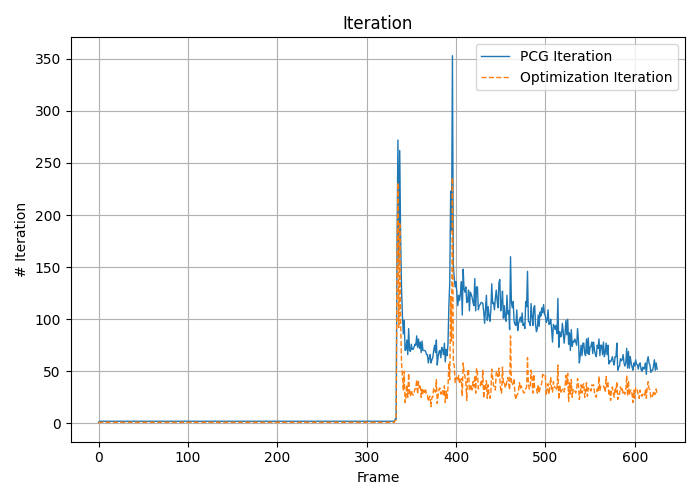 Iteration
PCG Iteration
Optimization Iteration
# Iteration
350
300
250
200
150
100
50
0
0 100 200 300 400 500 600
Frame